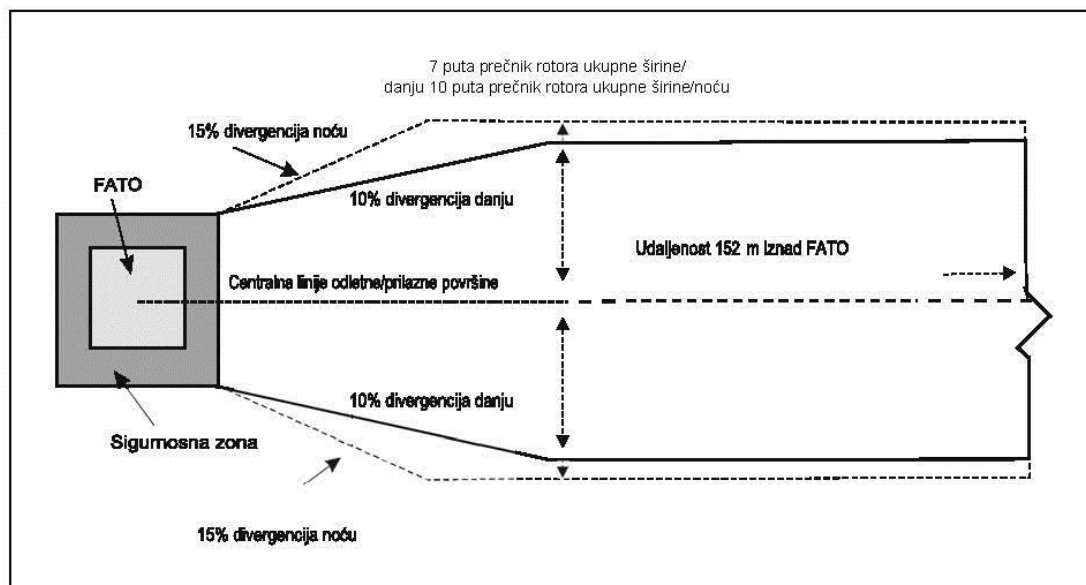 7 puta prečnik rotora ukupne širine/
danju 10 puta prečnik rotora ukupne širine/noću
15% divergencija noću
FATO
10% divergencija danju
Udaljenost 152 m iznad FATO
Centralna linije odletne/prilazne površine
10% divergencija danju
Sigurnosna zona
15% divergencija noću